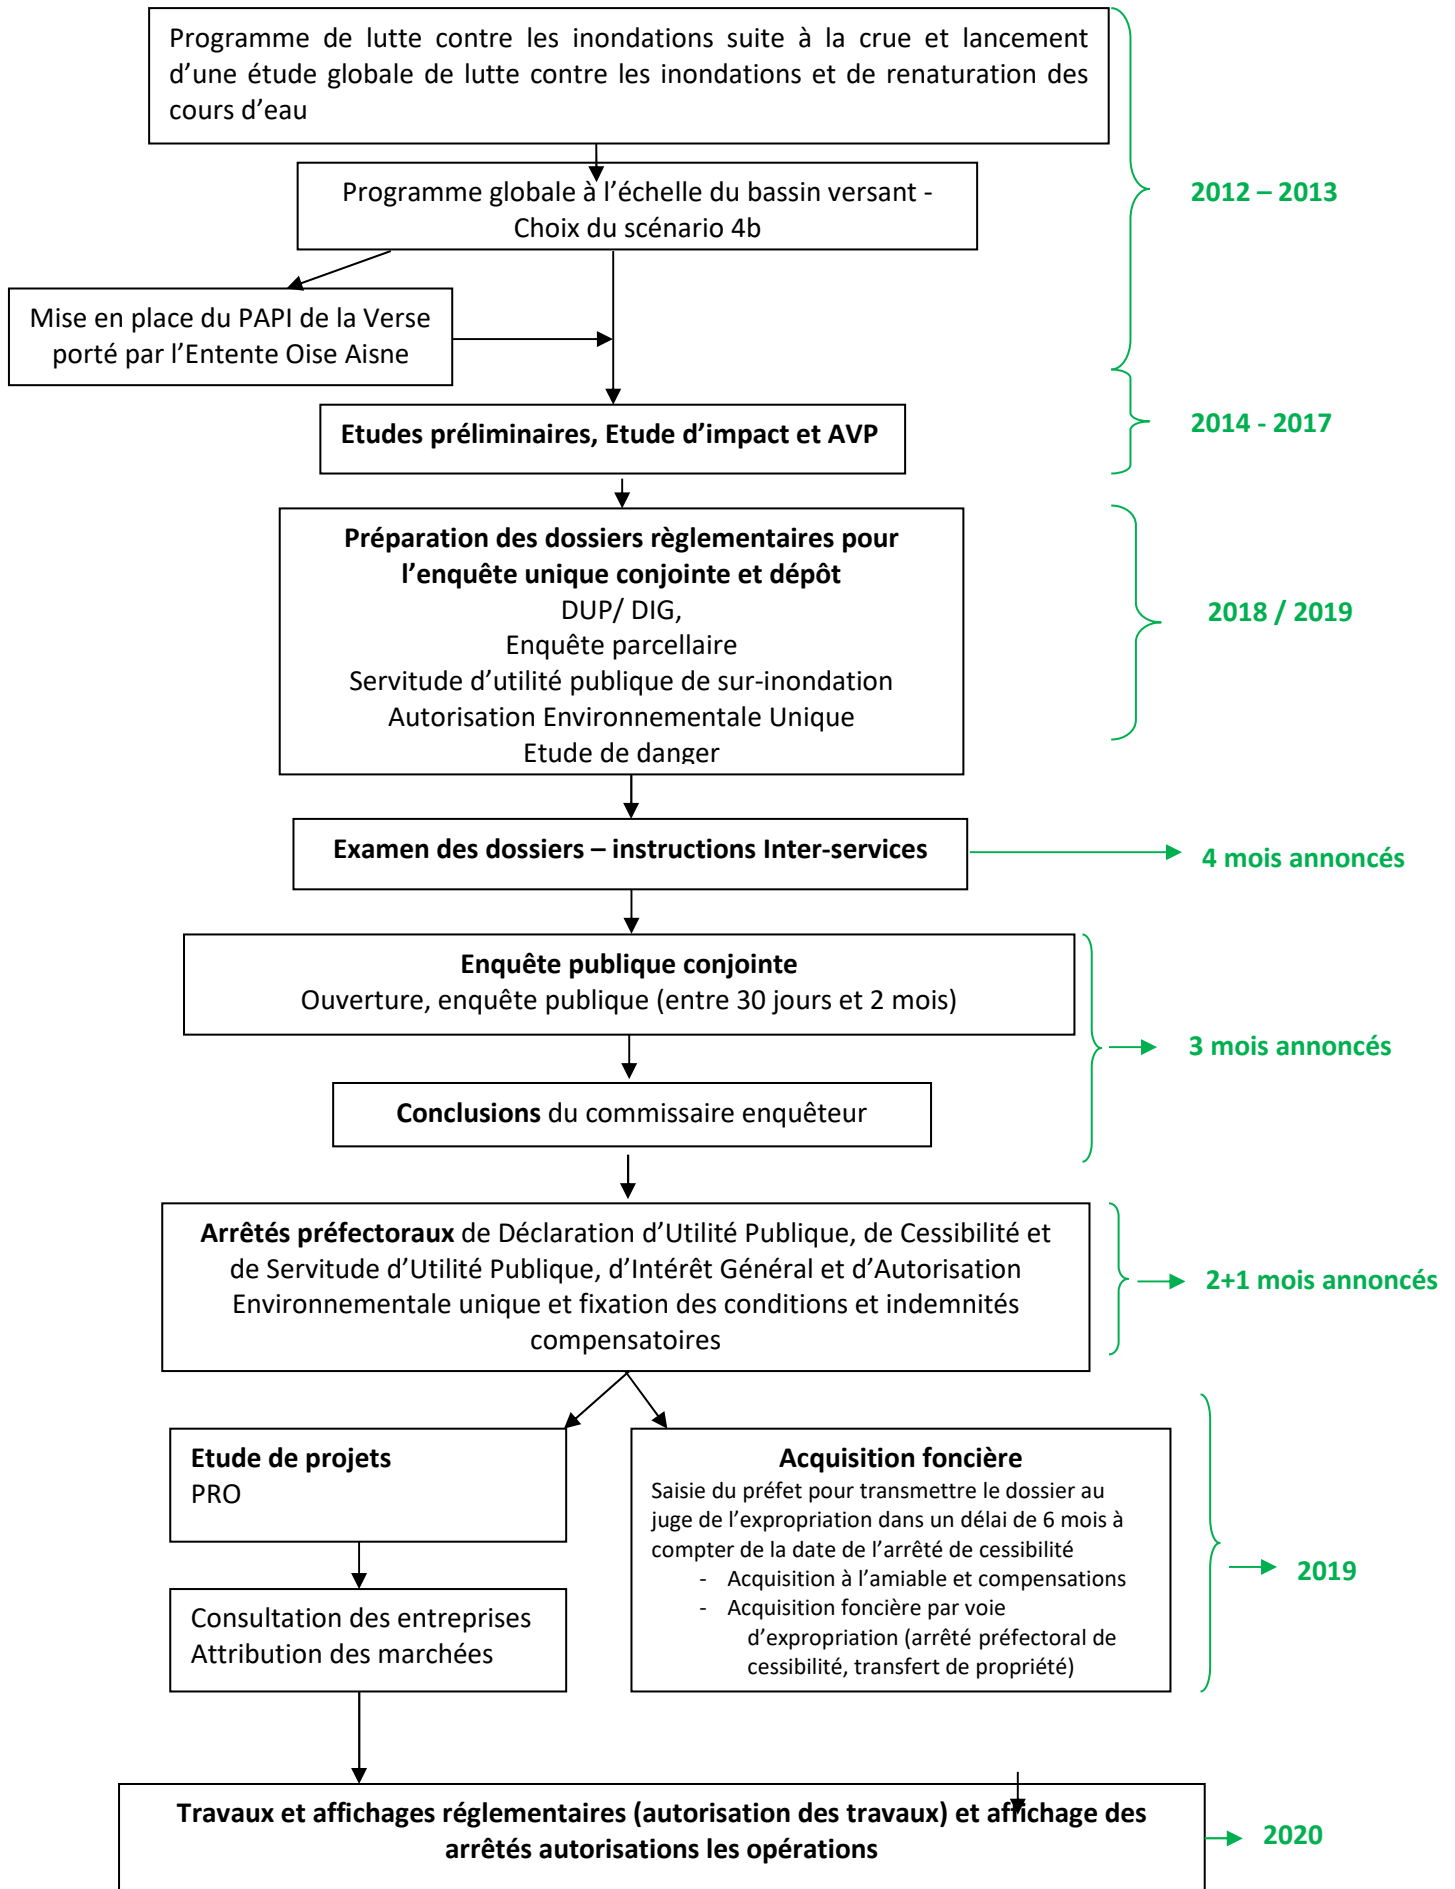 Programme de lutte contre les inondations suite à la crue et lancement
d’une étude globale de lutte contre les inondations et de renaturation des
cours d’eau
2012 – 2013
Programme globale à l’échelle du bassin versant -
Choix du scénario 4b
Mise en place du PAPI de la Verse
porté par l’Entente Oise Aisne
Etudes préliminaires, Etude d’impact et AVP
2014 - 2017
Préparation des dossiers règlementaires pour
l’enquête unique conjointe et dépôt
DUP/ DIG,
Enquête parcellaire
Servitude d’utilité publique de sur-inondation
Autorisation Environnementale Unique
Etude de danger
2018 / 2019
Examen des dossiers – instructions Inter-services
4 mois annoncés
Enquête publique conjointe
Ouverture, enquête publique (entre 30 jours et 2 mois)
3 mois annoncés
Conclusions du commissaire enquêteur
Arrêtés préfectoraux de Déclaration d’Utilité Publique, de Cessibilité et
de Servitude d’Utilité Publique, d’Intérêt Général et d’Autorisation
Environnementale unique et fixation des conditions et indemnités
compensatoires
2+1 mois annoncés
Etude de projets
PRO
Consultation des entreprises
Attribution des marchées
Acquisition foncière
Saisie du préfet pour transmettre le dossier au
juge de l’expropriation dans un délai de 6 mois à
compter de la date de l’arrêté de cessibilité
- Acquisition à l’amiable et compensations
- Acquisition foncière par voie
d’expropriation (arrêté préfectoral de
cessibilité, transfert de propriété)
2019
Travaux et affichages réglementaires (autorisation des travaux) et affichage des
arrêtés autorisations les opérations
2020